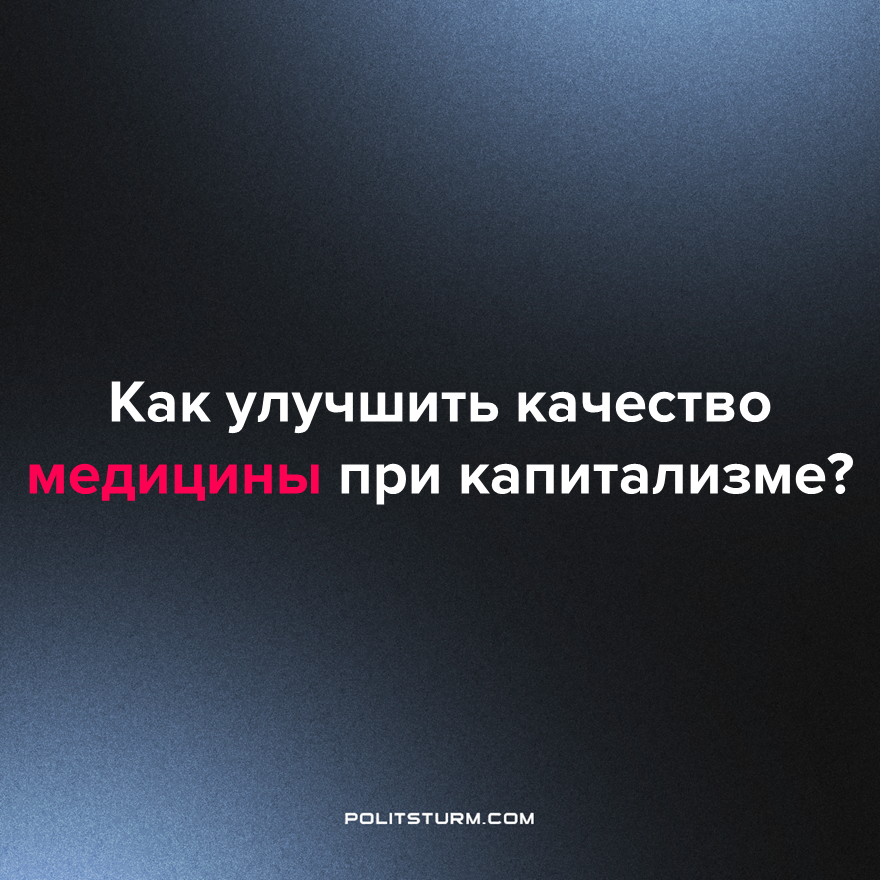 Как улучшить качество
медицины при капитализме?
POLITSTURM.COM